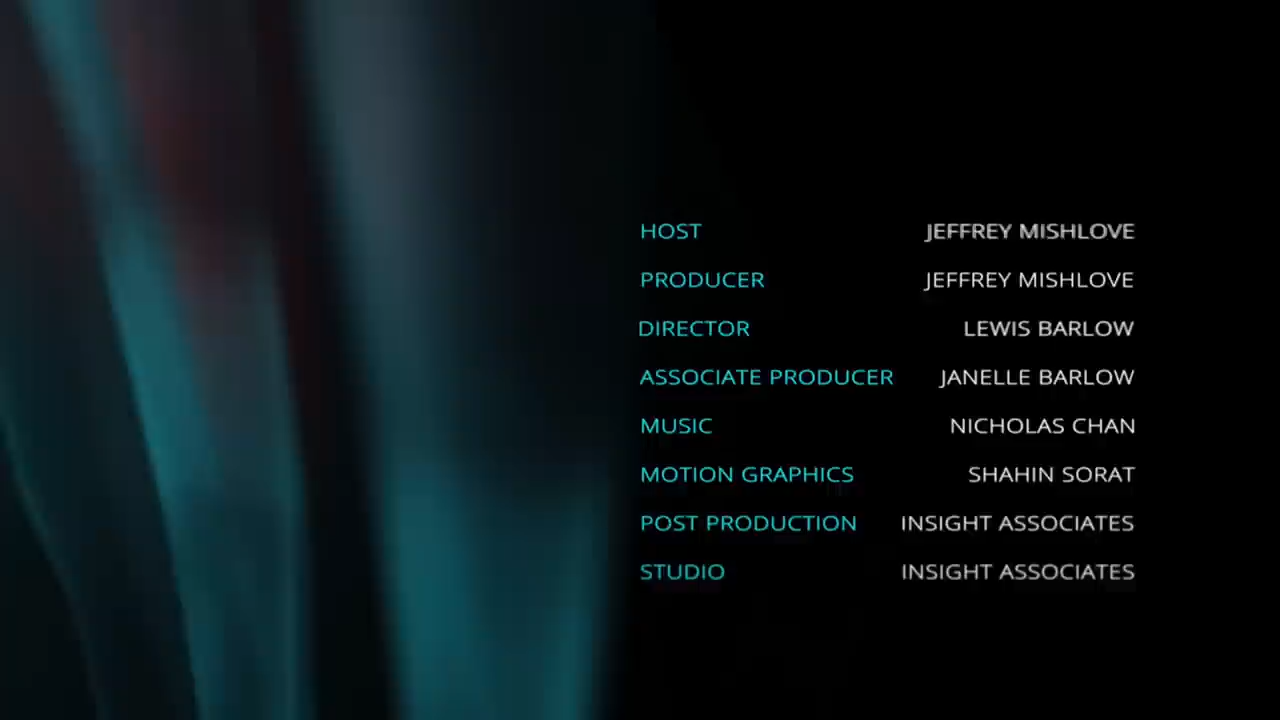 HOST JEFFREY MISHLOVE
PRODUCER JEFFREY MISHLOVE
DIRECTOR LEWIS BARLOW
ASSOCIATE PRODUCER JANELLE BARLOW
MUSIC NICHOLAS CHAN
MOTION GRAPHICS SHAHIN SORAT
POST PRODUCTION INSIGHT ASSOCIATES
STUDIO INSIGHT ASSOCIATES